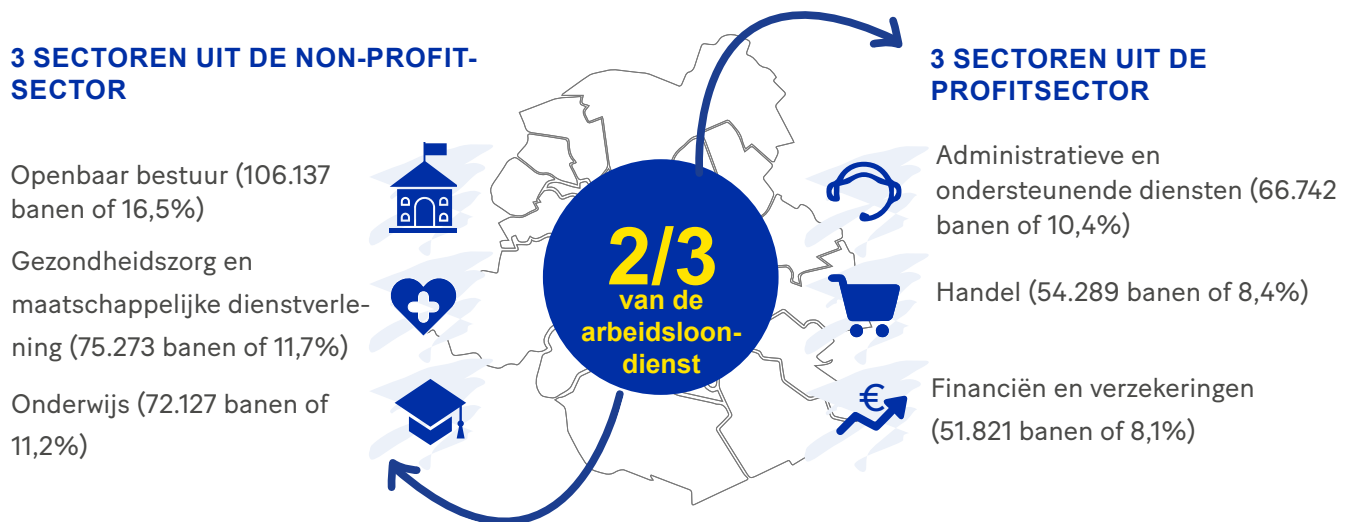 3 SECTOREN UIT DE NON-PROFIT-
SECTOR
Openbaar bestuur (106.137
banen of 16,5%)
Gezondheidszorg en
maatschappelijke dienstverle-
ning (75.273 banen of 11,7%)
Onderwijs (72.127 banen of
11,2%)
2/3
van de
arbeidsloon-
dienst
3 SECTOREN UIT DE
PROFITSECTOR
Administratieve en
ondersteunende diensten (66.742
banen of 10,4%)
Handel (54.289 banen of 8,4%)
€
Financiën en verzekeringen
(51.821 banen of 8,1%)